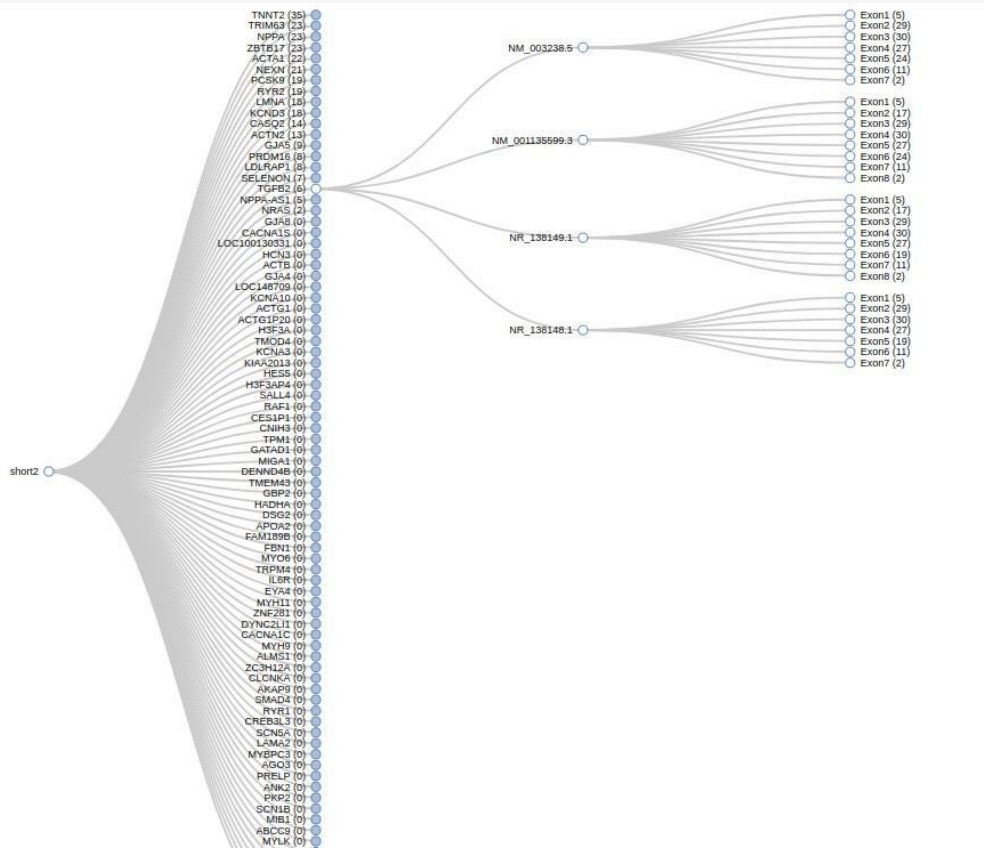 short2
TNNT2 (35)
TRIM63 (23)
NPPA (23)
ZBTB17 (23)
ACTA1 (22)
NEXN (21)
PCSK9 (19)
RYR2 (19)
LMNA (18)
KCND3 (18)
CASQ2 (14)
ACTN2 (13)
GJA5 (9)
PRDM16 (8)
LDLRAP1 (8)
SELENON (7)
TGFB2 (6)
NPPA-AS1 (5)
NRAS (2)
GJA8 (0)
CACNA1S (0)
LOC100130331 (0)
HCN3 (0)
ACTB (0)
GJA4 (0)
LOC148709 (0)
KCNA10 (0)
ACTG1 (0)
ACTG1P20 (0)
H3F3A (0)
TMOD4 (0)
KCNA3 (0)
KIAA2013 (0)
HES5 (0)
H3F3AP4 (0)
SALL4 (0)
RAF1 (0)
CES1P1 (0)
CNIH3 (0)
TPM1 (0)
GATAD1 (0)
MIGA1 (0)
DENND4B (0)
TMEM43 (0)
GBP2 (0)
HADHA (0)
DSG2 (0)
APOA2 (0)
FAM189B (0)
FBN1 (0)
MYO6 (0)
TRPM4 (0)
IL6R (0)
EYA4 (0)
MYH11 (0)
ZNF281 (0)
DYNC2LI1 (0)
CACNA1C (0)
MYH9 (0)
ALMS1 (0)
ZC3H12A (0)
CLCNKA (0)
AKAP9 (0)
SMAD4 (0)
RYR1 (0)
CREB3L3 (0)
SCN5A (0)
LAMA2 (0)
MYBPC3 (0)
AGO3 (0)
PRELP (0)
ANK2 (0)
PKP2 (0)
SCN1B (0)
MIB1 (0)
ABCC9 (0)
MYLK (0)
NM_003238.5
Exon1 (5)
Exon2 (29)
Exon3 (30)
Exon4 (27)
Exon5 (24)
Exon6 (11)
Exon7 (2)
NM_001135599.3
Exon1 (5)
Exon2 (17)
Exon3 (29)
Exon4 (30)
Exon5 (27)
Exon6 (24)
Exon7 (11)
Exon8 (2)
NR_138149.1
Exon1 (5)
Exon2 (17)
Exon3 (29)
Exon4 (30)
Exon5 (27)
Exon6 (19)
Exon7 (11)
Exon8 (2)
NR_138148.1
Exon1 (5)
Exon2 (29)
Exon3 (30)
Exon4 (27)
Exon5 (19)
Exon6 (11)
Exon7 (2)